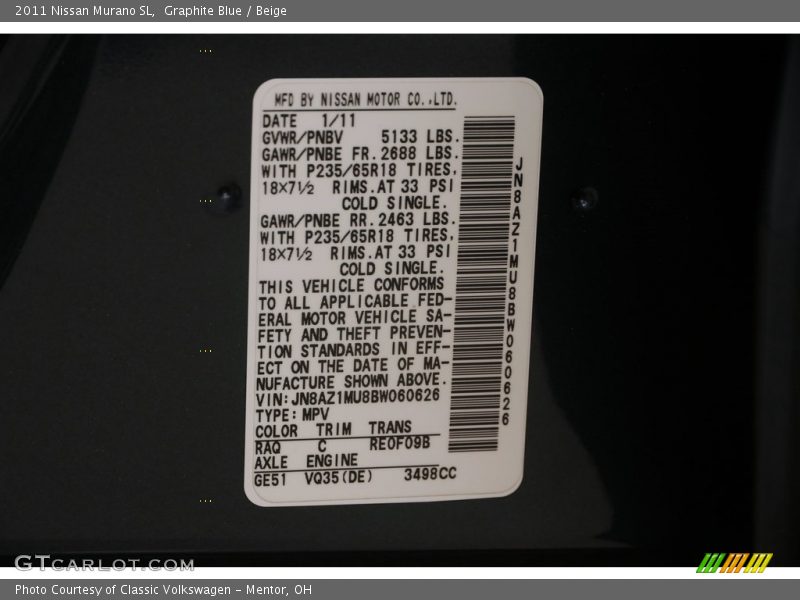 2011 Nissan Murano SL, Graphite Blue / Beige
MFD BY NISSAN MOTOR CO.,LTD.
DATE 1/11
GVWR/PNBV 5133 LBS.
GAWR/PNBE FR. 2688 LBS.
WITH P235/65R18 TIRES,
18×7½ RIMS.AT 33 PSI
COLD SINGLE.
GAWR/PNBE RR. 2463 LBS.
WITH P235/65R18 TIRES,
18×7½ RIMS.AT 33 PSI
COLD SINGLE.
THIS VEHICLE CONFORMS
TO ALL APPLICABLE FED-
ERAL MOTOR VEHICLE SA-
FETY AND THEFT PREVEN-
TION STANDARDS IN EFF-
ECT ON THE DATE OF MA-
NUFACTURE SHOWN ABOVE.
VIN:JN8AZ1MU8BW060626
TYPE:MPV
COLOR TRIM TRANS
RAQ C RE0F09B
AXLE ENGINE
GE51 VQ35(DE) 3498CC
JN8AZ1MU8BW060626
GTCARLOT.COM
Photo Courtesy of Classic Volkswagen - Mentor, OH